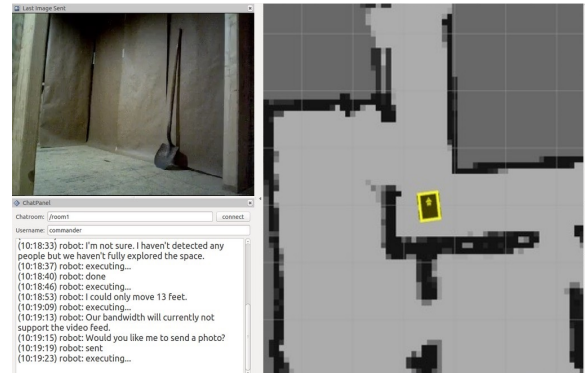 Last Image Sent
ChatPanel
Chatroom: /room1 connect
Username: commander
(10:18:33) robot: I'm not sure. I haven't detected any
people but we haven't fully explored the space.
(10:18:37) robot: executing...
(10:18:40) robot: done
(10:18:46) robot: executing...
(10:18:53) robot: I could only move 13 feet.
(10:19:09) robot: executing...
(10:19:13) robot: Our bandwidth will currently not
support the video feed.
(10:19:15) robot: Would you like me to send a photo?
(10:19:19) robot: sent
(10:19:23) robot: executing...